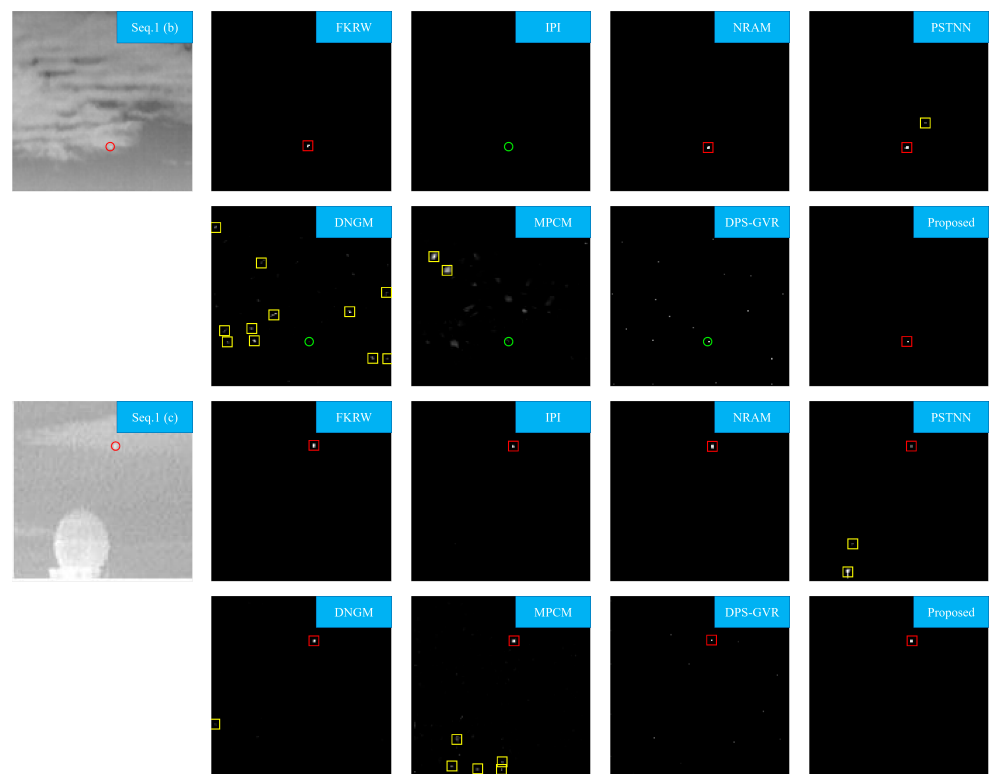 Seq.1 (b)
FKRW
IPI
NRAM
PSTNN
DNGM
MPCM
DPS-GVR
Proposed
Seq.1 (c)
FKRW
IPI
NRAM
PSTNN
DNGM
MPCM
DPS-GVR
Proposed